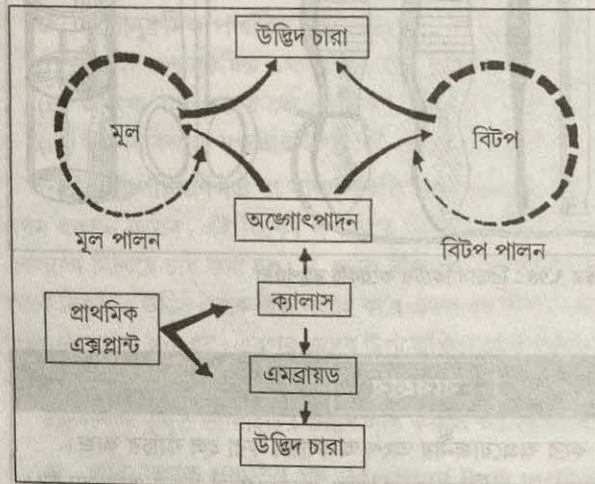 উদ্ভিদ চারা
মূল
বিটপ
মূল পালন
অঙ্গোৎপাদন
বিটপ পালন
ক্যালাস
প্রাথমিক
এক্সপ্লান্ট
এমব্রায়ড
উদ্ভিদ চারা